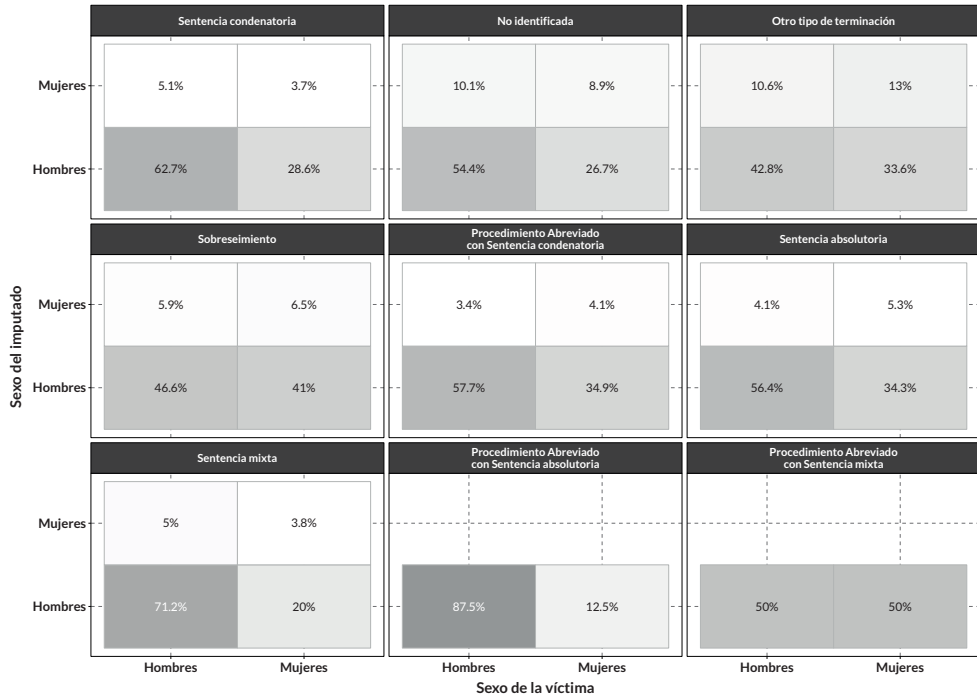 Sentencia condenatoria
No identificada
Otro tipo de terminación
Mujeres
5.1%
3.7%
10.1%
8.9%
10.6%
13%
Hombres
62.7%
28.6%
54.4%
26.7%
42.8%
33.6%
Sobreseimiento
Procedimiento Abreviado
con Sentencia condenatoria
Sentencia absolutoria
Mujeres
5.9%
6.5%
3.4%
4.1%
4.1%
5.3%
Hombres
46.6%
41%
57.7%
34.9%
56.4%
34.3%
Sentencia mixta
Procedimiento Abreviado
con Sentencia absolutoria
Procedimiento Abreviado
con Sentencia mixta
Mujeres
5%
3.8%
Hombres
71.2%
20%
87.5%
12.5%
50%
50%
Hombres
Mujeres
Hombres
Mujeres
Hombres
Mujeres
Sexo de la víctima
Sexo del imputado